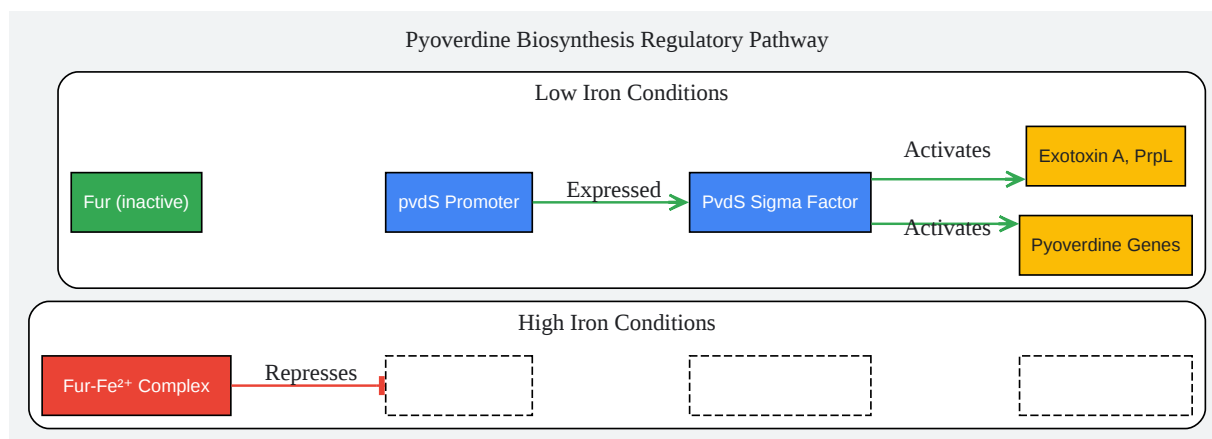 Pyoverdine Biosynthesis Regulatory Pathway
Low Iron Conditions
Fur (inactive)
pvdS Promoter
Expressed
PvdS Sigma Factor
Activates
Exotoxin A, PrpL
Activates
Pyoverdine Genes
High Iron Conditions
Fur-Fe²⁺ Complex
Represses